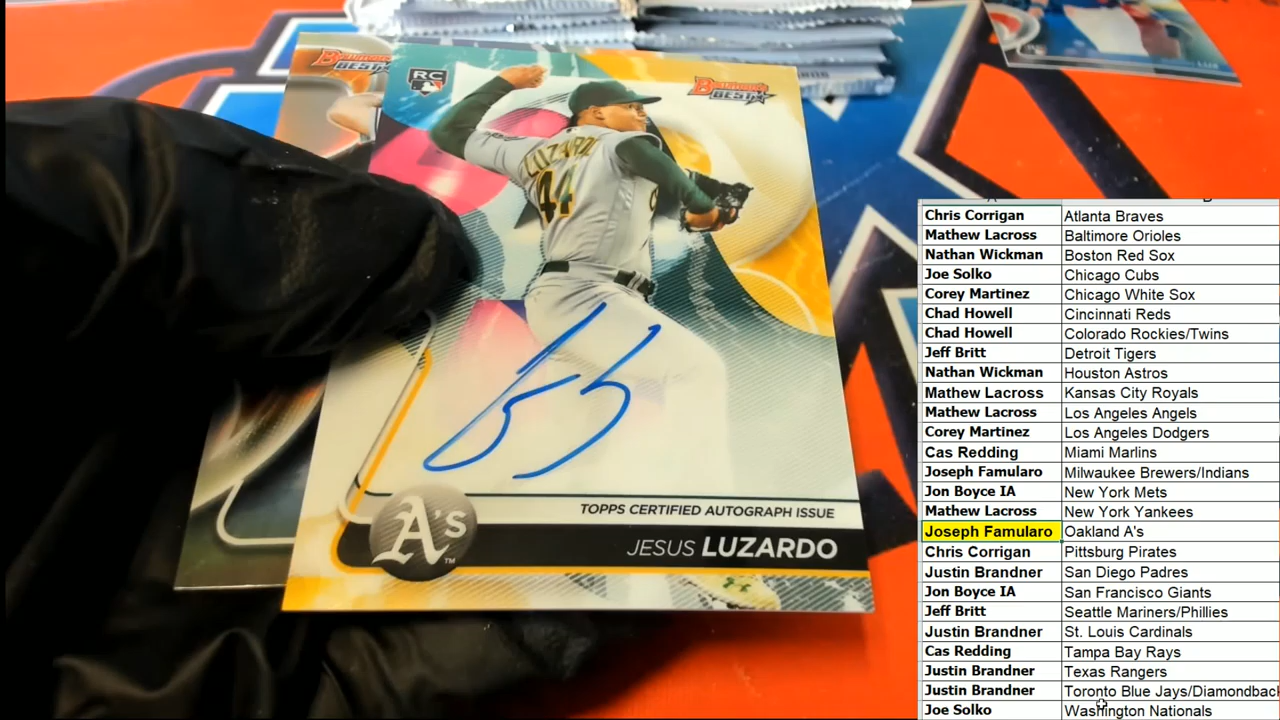 RC
BOWMAN'S
BEST
BOWMAN'S
BEST
LUZARDO
44
TOPPS CERTIFIED AUTOGRAPH ISSUE
A's
TM
JESUS LUZARDO
Chris Corrigan Atlanta Braves
Mathew Lacross Baltimore Orioles
Nathan Wickman Boston Red Sox
Joe Solko Chicago Cubs
Corey Martinez Chicago White Sox
Chad Howell Cincinnati Reds
Chad Howell Colorado Rockies/Twins
Jeff Britt Detroit Tigers
Nathan Wickman Houston Astros
Mathew Lacross Kansas City Royals
Mathew Lacross Los Angeles Angels
Corey Martinez Los Angeles Dodgers
Cas Redding Miami Marlins
Joseph Famularo Milwaukee Brewers/Indians
Jon Boyce IA New York Mets
Mathew Lacross New York Yankees
Joseph Famularo Oakland A's
Chris Corrigan Pittsburg Pirates
Justin Brandner San Diego Padres
Jon Boyce IA San Francisco Giants
Jeff Britt Seattle Mariners/Phillies
Justin Brandner St. Louis Cardinals
Cas Redding Tampa Bay Rays
Justin Brandner Texas Rangers
Justin Brandner Toronto Blue Jays/Diamondback
Joe Solko Washington Nationals